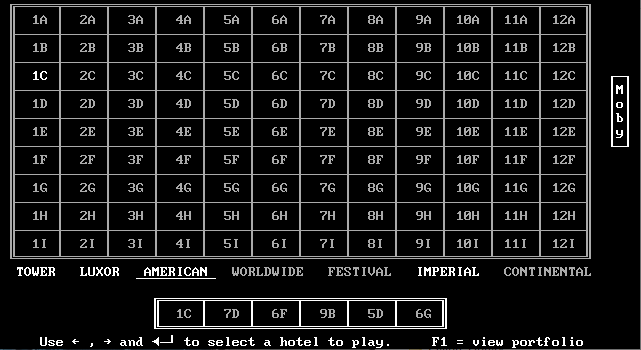 1A 2A 3A 4A 5A 6A 7A 8A 9A 10A 11A 12A
1B 2B 3B 4B 5B 6B 7B 8B 9B 10B 11B 12B
1C 2C 3C 4C 5C 6C 7C 8C 9C 10C 11C 12C
1D 2D 3D 4D 5D 6D 7D 8D 9D 10D 11D 12D
1E 2E 3E 4E 5E 6E 7E 8E 9E 10E 11E 12E
1F 2F 3F 4F 5F 6F 7F 8F 9F 10F 11F 12F
1G 2G 3G 4G 5G 6G 7G 8G 9G 10G 11G 12G
1H 2H 3H 4H 5H 6H 7H 8H 9H 10H 11H 12H
1I 2I 3I 4I 5I 6I 7I 8I 9I 10I 11I 12I
Moby
TOWER LUXOR AMERICAN WORLDWIDE FESTIVAL IMPERIAL CONTINENTAL
1C 7D 6F 9B 5D 6G
Use ← , → and ◄─┘ to select a hotel to play. F1 = view portfolio